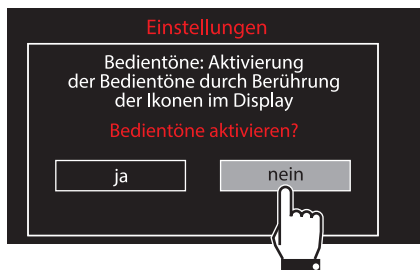 Einstellungen
Bedientöne: Aktivierung
der Bedientöne durch Berührung
der Ikonen im Display
Bedientöne aktivieren?
ja
nein